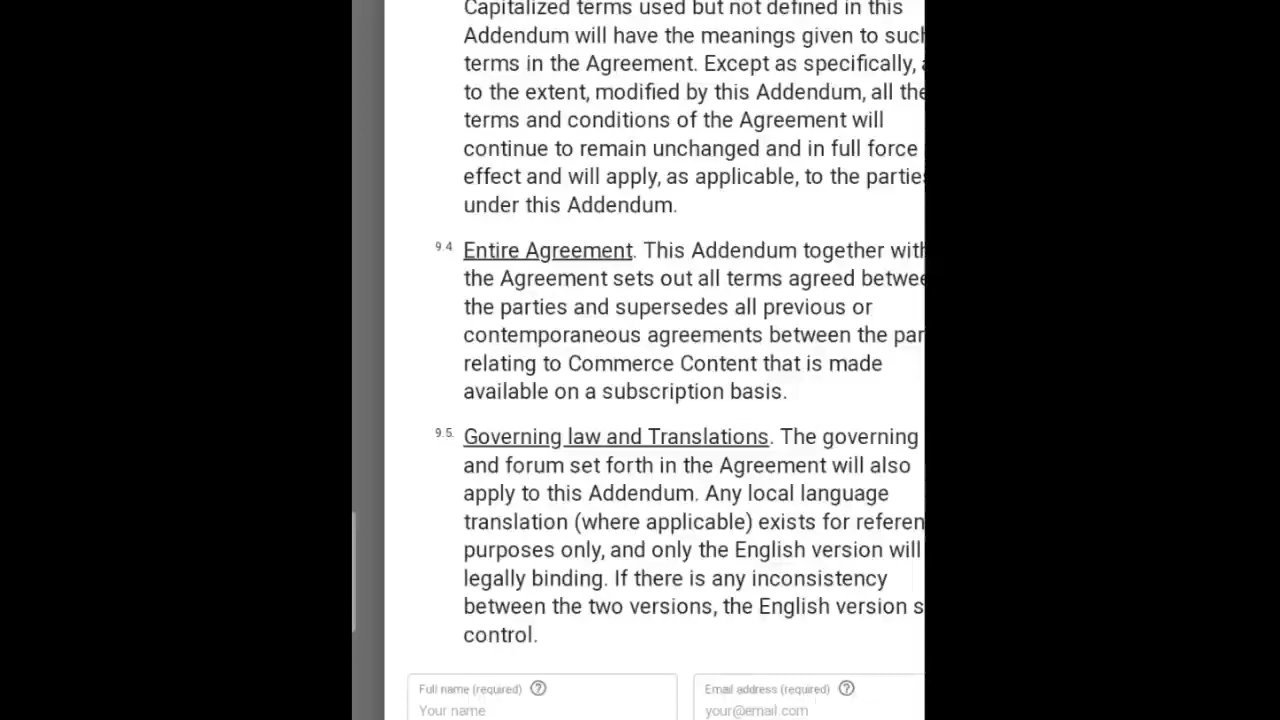 Capitalized terms used but not defined in this
Addendum will have the meanings given to such
terms in the Agreement. Except as specifically,
to the extent, modified by this Addendum, all the
terms and conditions of the Agreement will
continue to remain unchanged and in full force
effect and will apply, as applicable, to the parties
under this Addendum.
9.4 Entire Agreement. This Addendum together with
the Agreement sets out all terms agreed betwee
the parties and supersedes all previous or
contemporaneous agreements between the par
relating to Commerce Content that is made
available on a subscription basis.
9.5. Governing law and Translations. The governing
and forum set forth in the Agreement will also
apply to this Addendum. Any local language
translation (where applicable) exists for referen
purposes only, and only the English version will
legally binding. If there is any inconsistency
between the two versions, the English version s
control.
Full name (required) ? Email address (required) ?
Your name your@email.com